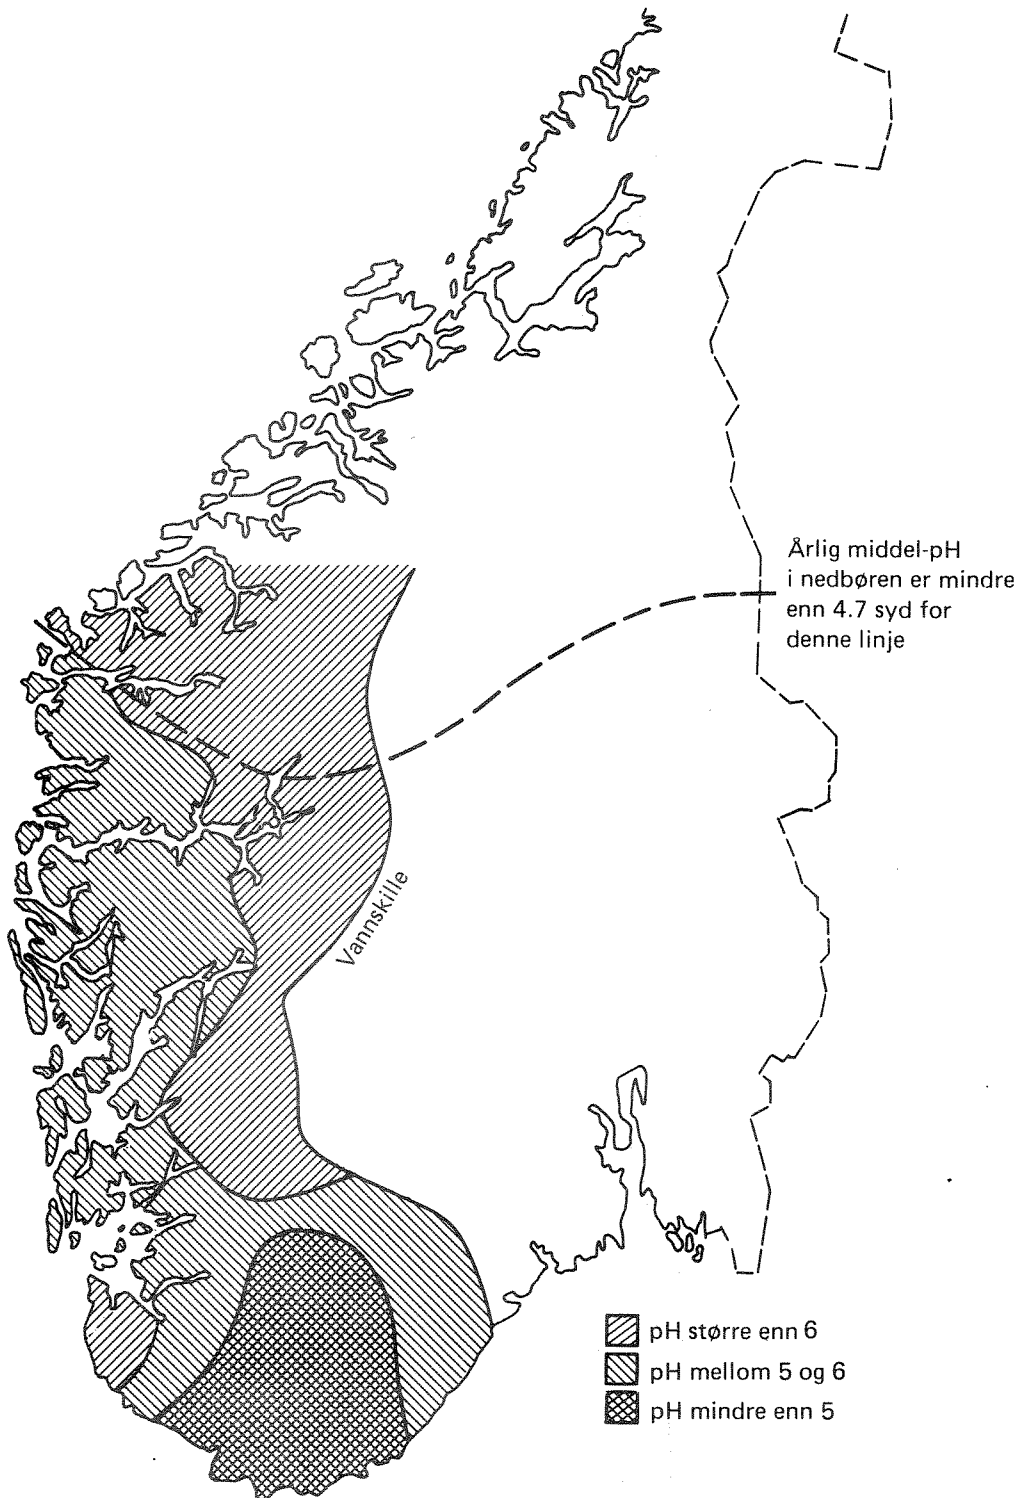 Årlig middel-pH
i nedbøren er mindre
enn 4.7 syd for
denne linje
Vannskille
pH større enn 6
pH mellom 5 og 6
pH mindre enn 5